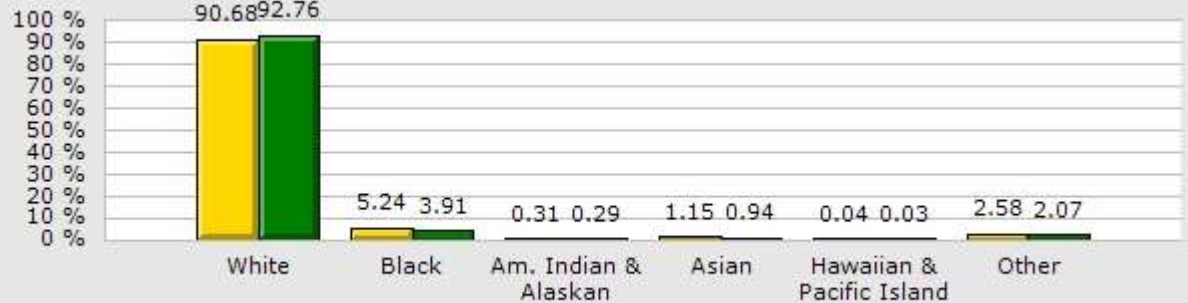 100 %
90 %
80 %
70 %
60 %
50 %
40 %
30 %
20 %
10 %
0 %
90.68 92.76
5.24 3.91
0.31 0.29
1.15 0.94
0.04 0.03
2.58 2.07
White
Black
Am. Indian &
Alaskan
Asian
Hawaiian &
Pacific Island
Other